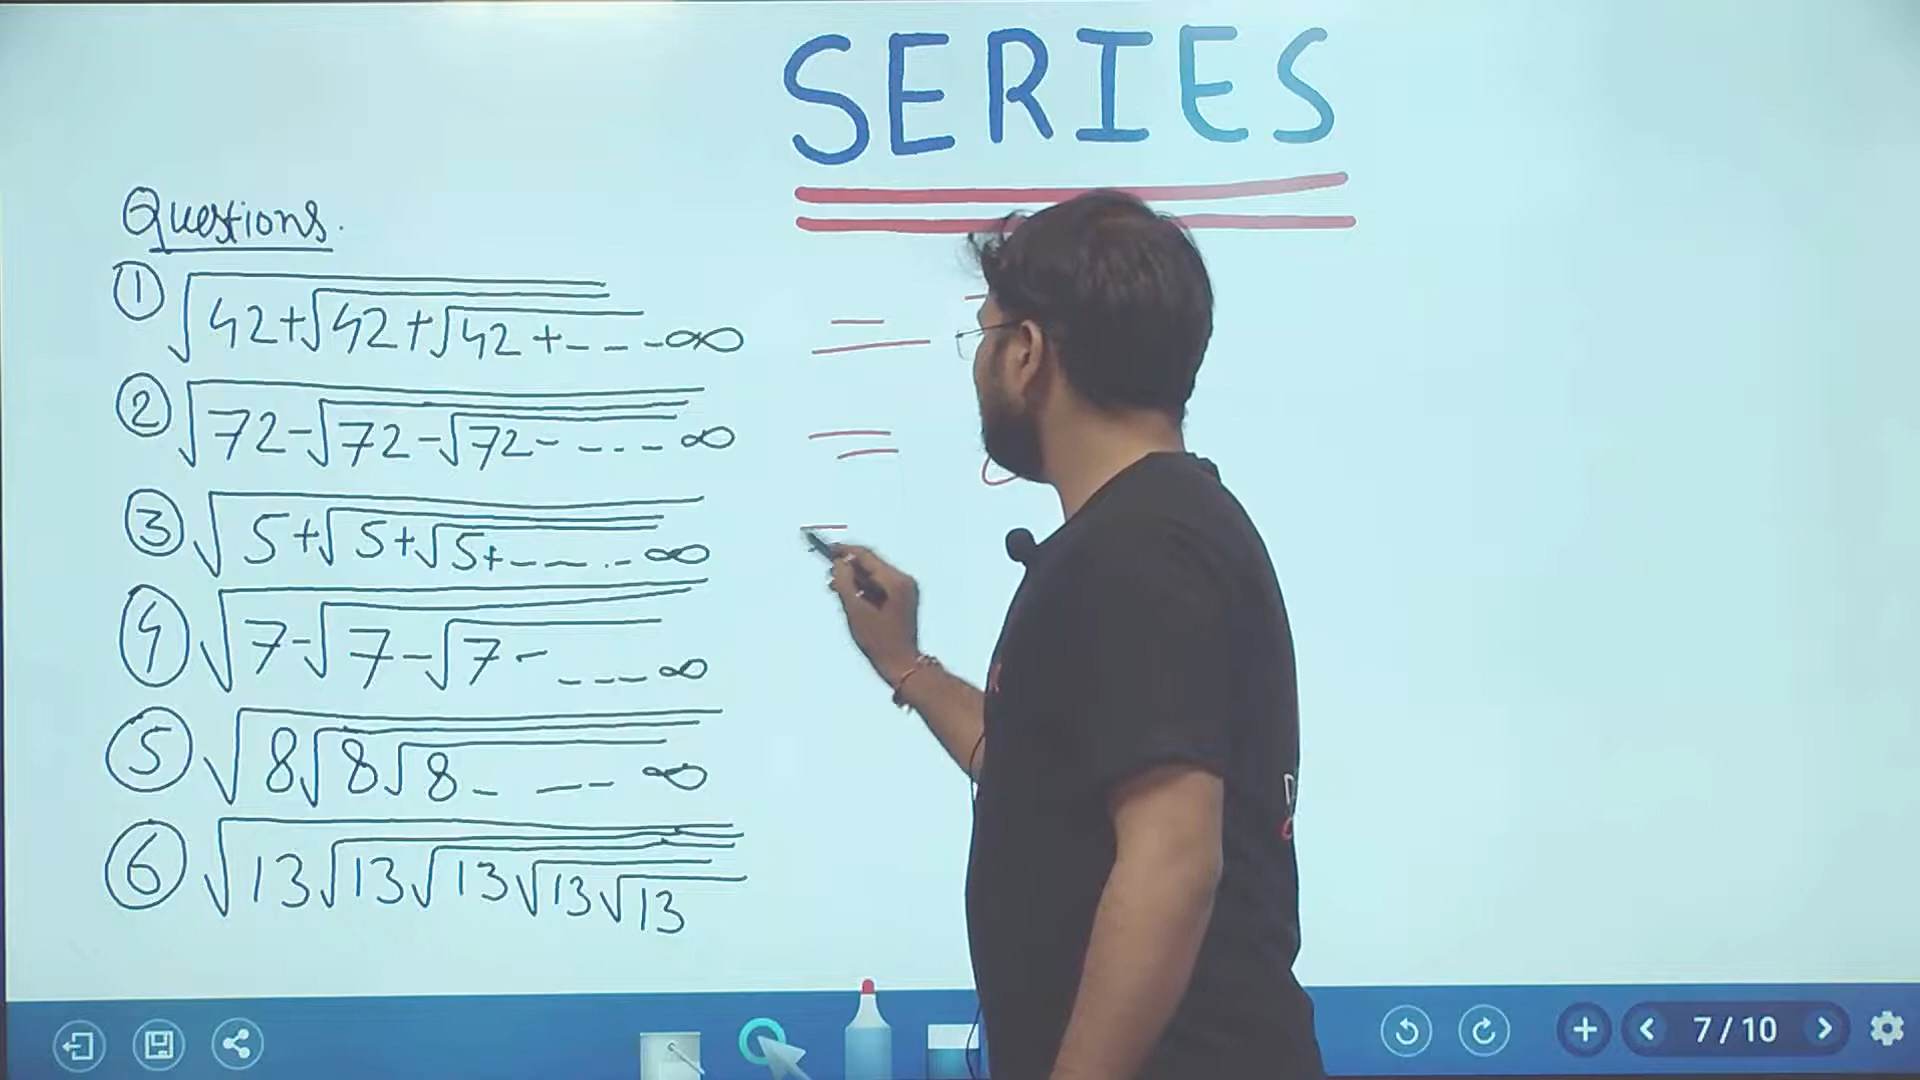 SERIES
Questions.
① √42+√42+√42+---∞ =
② √72-√72-√72-----∞ =
③ √5+√5+√5+-----∞
④ √7-√7-√7-----∞
⑤ √8√8√8----∞
⑥ √13√13√13√13√13
7/10